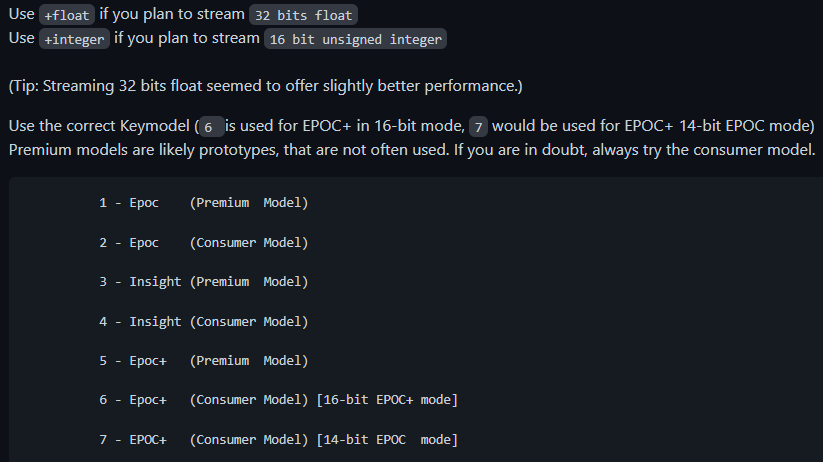 Use +float if you plan to stream 32 bits float
Use +integer if you plan to stream 16 bit unsigned integer
(Tip: Streaming 32 bits float seemed to offer slightly better performance.)
Use the correct Keymodel (6 is used for EPOC+ in 16-bit mode, 7 would be used for EPOC+ 14-bit EPOC mode)
Premium models are likely prototypes, that are not often used. If you are in doubt, always try the consumer model.
1 - Epoc    (Premium  Model)
2 - Epoc    (Consumer Model)
3 - Insight (Premium  Model)
4 - Insight (Consumer Model)
5 - Epoc+   (Premium  Model)
6 - Epoc+   (Consumer Model) [16-bit EPOC+ mode]
7 - EPOC+   (Consumer Model) [14-bit EPOC  mode]